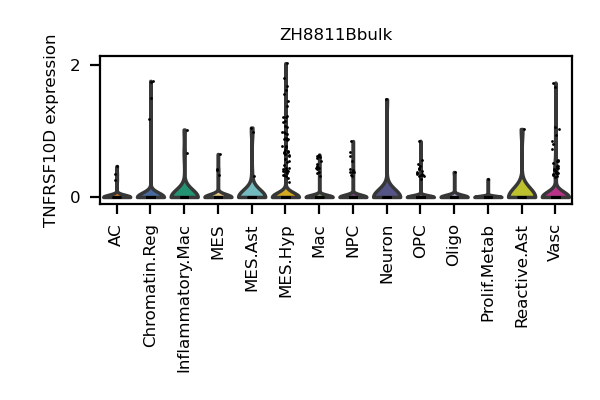 ZH8811Bbulk
TNFRSF10D expression
2
0
AC
Chromatin.Reg
Inflammatory.Mac
MES
MES.Ast
MES.Hyp
Mac
NPC
Neuron
OPC
Oligo
Prolif.Metab
Reactive.Ast
Vasc